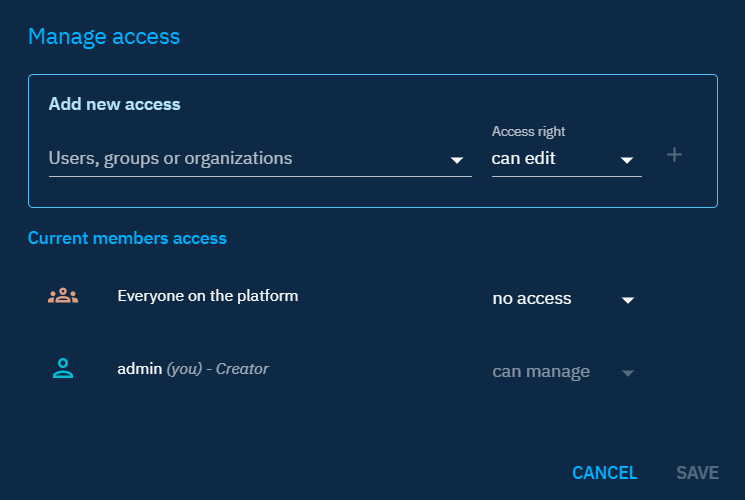 Manage access
Add new access
Users, groups or organizations
Access right
can edit
Current members access
Everyone on the platform
no access
admin (you) - Creator
can manage
CANCEL
SAVE